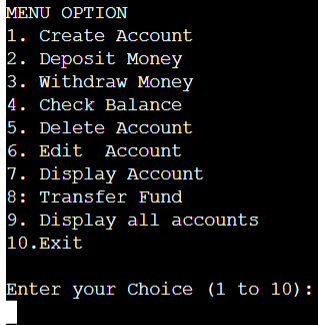 MENU OPTION
1. Create Account
2. Deposit Money
3. Withdraw Money
4. Check Balance
5. Delete Account
6. Edit  Account
7. Display Account
8: Transfer Fund
9. Display all accounts
10.Exit
Enter your Choice (1 to 10):